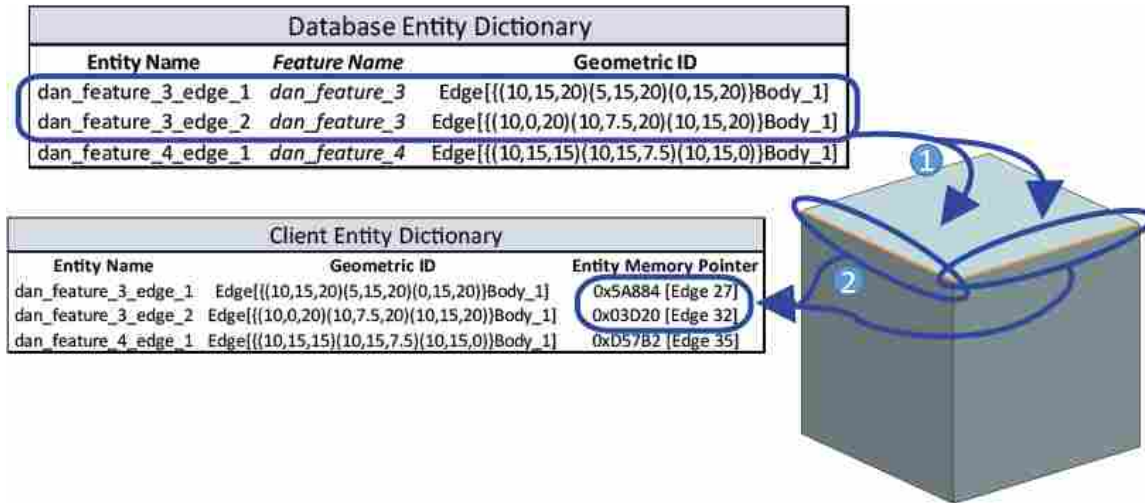 Database Entity Dictionary
Entity Name Feature Name Geometric ID
dan_feature_3_edge_1 dan_feature_3 Edge[{(10,15,20)(5,15,20)(0,15,20)}Body_1]
dan_feature_3_edge_2 dan_feature_3 Edge[{(10,0,20)(10,7.5,20)(10,15,20)}Body_1]
dan_feature_4_edge_1 dan_feature_4 Edge[{(10,15,15)(10,15,7.5)(10,15,0)}Body_1]
1
Client Entity Dictionary
Entity Name Geometric ID Entity Memory Pointer
dan_feature_3_edge_1 Edge[{(10,15,20)(5,15,20)(0,15,20)}Body_1] 0x5A884 [Edge 27]
dan_feature_3_edge_2 Edge[{(10,0,20)(10,7.5,20)(10,15,20)}Body_1] 0x03D20 [Edge 32]
dan_feature_4_edge_1 Edge[{(10,15,15)(10,15,7.5)(10,15,0)}Body_1] 0xD57B2 [Edge 35]
2